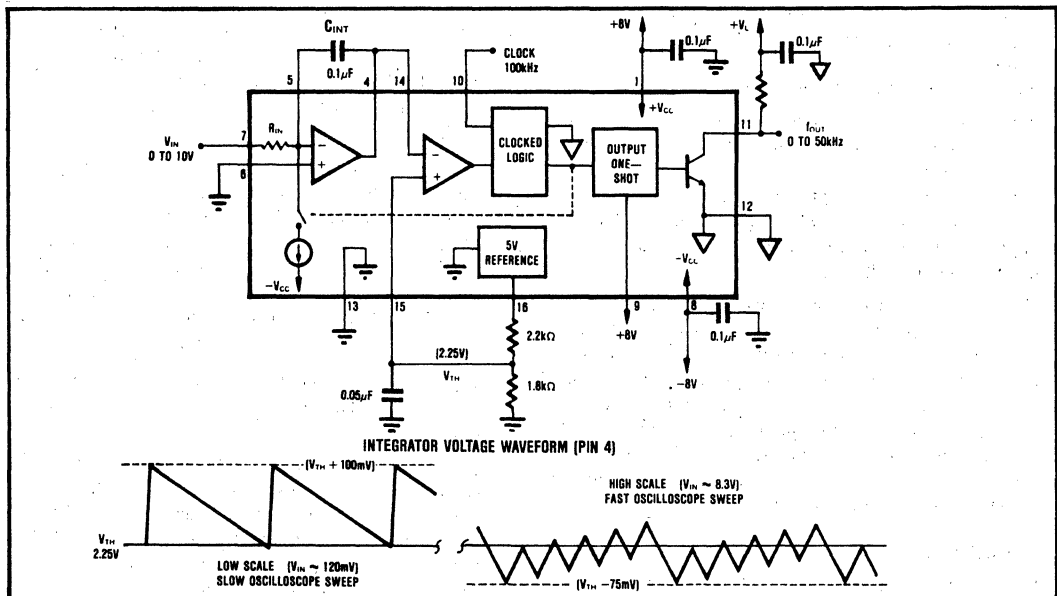 CINT
0.1μF
+8V
0.1μF
+VL
0.1μF
CLOCK
100kHz
5
4
14
10
1
+VCC
11
VIN
0 TO 10V
7
RIN
6
CLOCKED
LOGIC
OUTPUT
ONE—
SHOT
fOUT
0 TO 50kHz
12
5V
REFERENCE
-VCC
-VCC
13
15
16
9
8
2.2kΩ
+8V
0.1μF
(2.25V)
VTH
0.05μF
1.8kΩ
-8V
INTEGRATOR VOLTAGE WAVEFORM (PIN 4)
(VTH + 100mV)
HIGH SCALE (VIN ~ 8.3V)
FAST OSCILLOSCOPE SWEEP
VTH
2.25V
LOW SCALE (VIN ~ 120mV)
SLOW OSCILLOSCOPE SWEEP
(VTH -75mV)